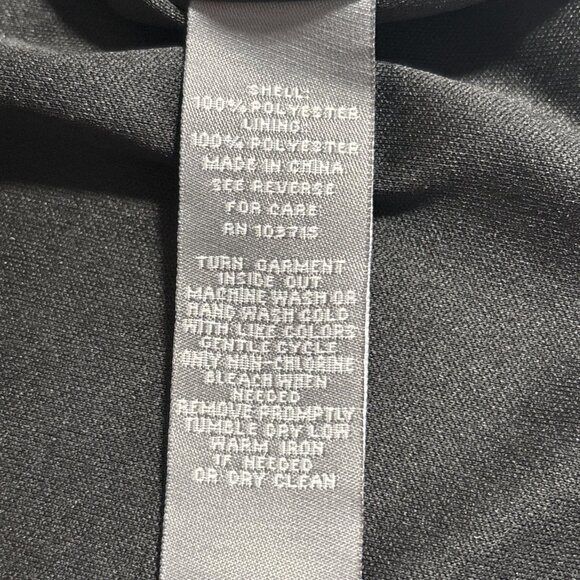 SHELL:
100% POLYESTER
LINING:
100% POLYESTER
MADE IN CHINA
SEE REVERSE
FOR CARE
RN 103715
TURN GARMENT
INSIDE OUT
MACHINE WASH OR
HAND WASH COLD
WITH LIKE COLORS
GENTLE CYCLE
ONLY NON-CHLORINE
BLEACH WHEN
NEEDED
REMOVE PROMPTLY
TUMBLE DRY LOW
WARM IRON
IF NEEDED
OR DRY CLEAN